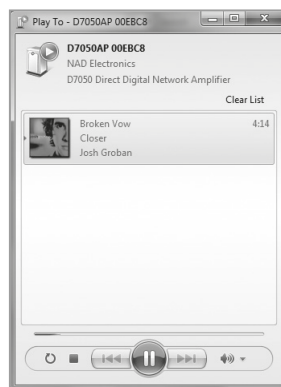 Play To - D7050AP 00EBC8
D7050AP 00EBC8
NAD Electronics
D7050 Direct Digital Network Amplifier
Clear List
Broken Vow 4:14
Closer
Josh Groban